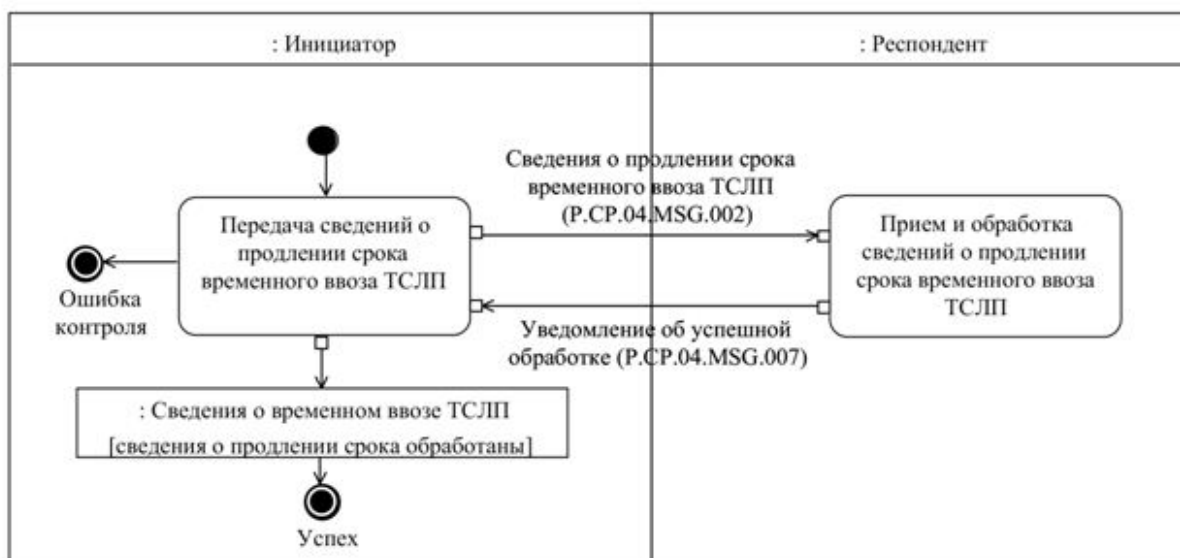 : Инициатор
: Респондент
Сведения о продлении срока
временного ввоза ТСЛП
(P.CP.04.MSG.002)
Передача сведений о
продлении срока
временного ввоза ТСЛП
Прием и обработка
сведений о продлении
срока временного ввоза
ТСЛП
Ошибка
контроля
Уведомление об успешной
обработке (P.CP.04.MSG.007)
: Сведения о временном ввозе ТСЛП
[сведения о продлении срока обработаны]
Успех